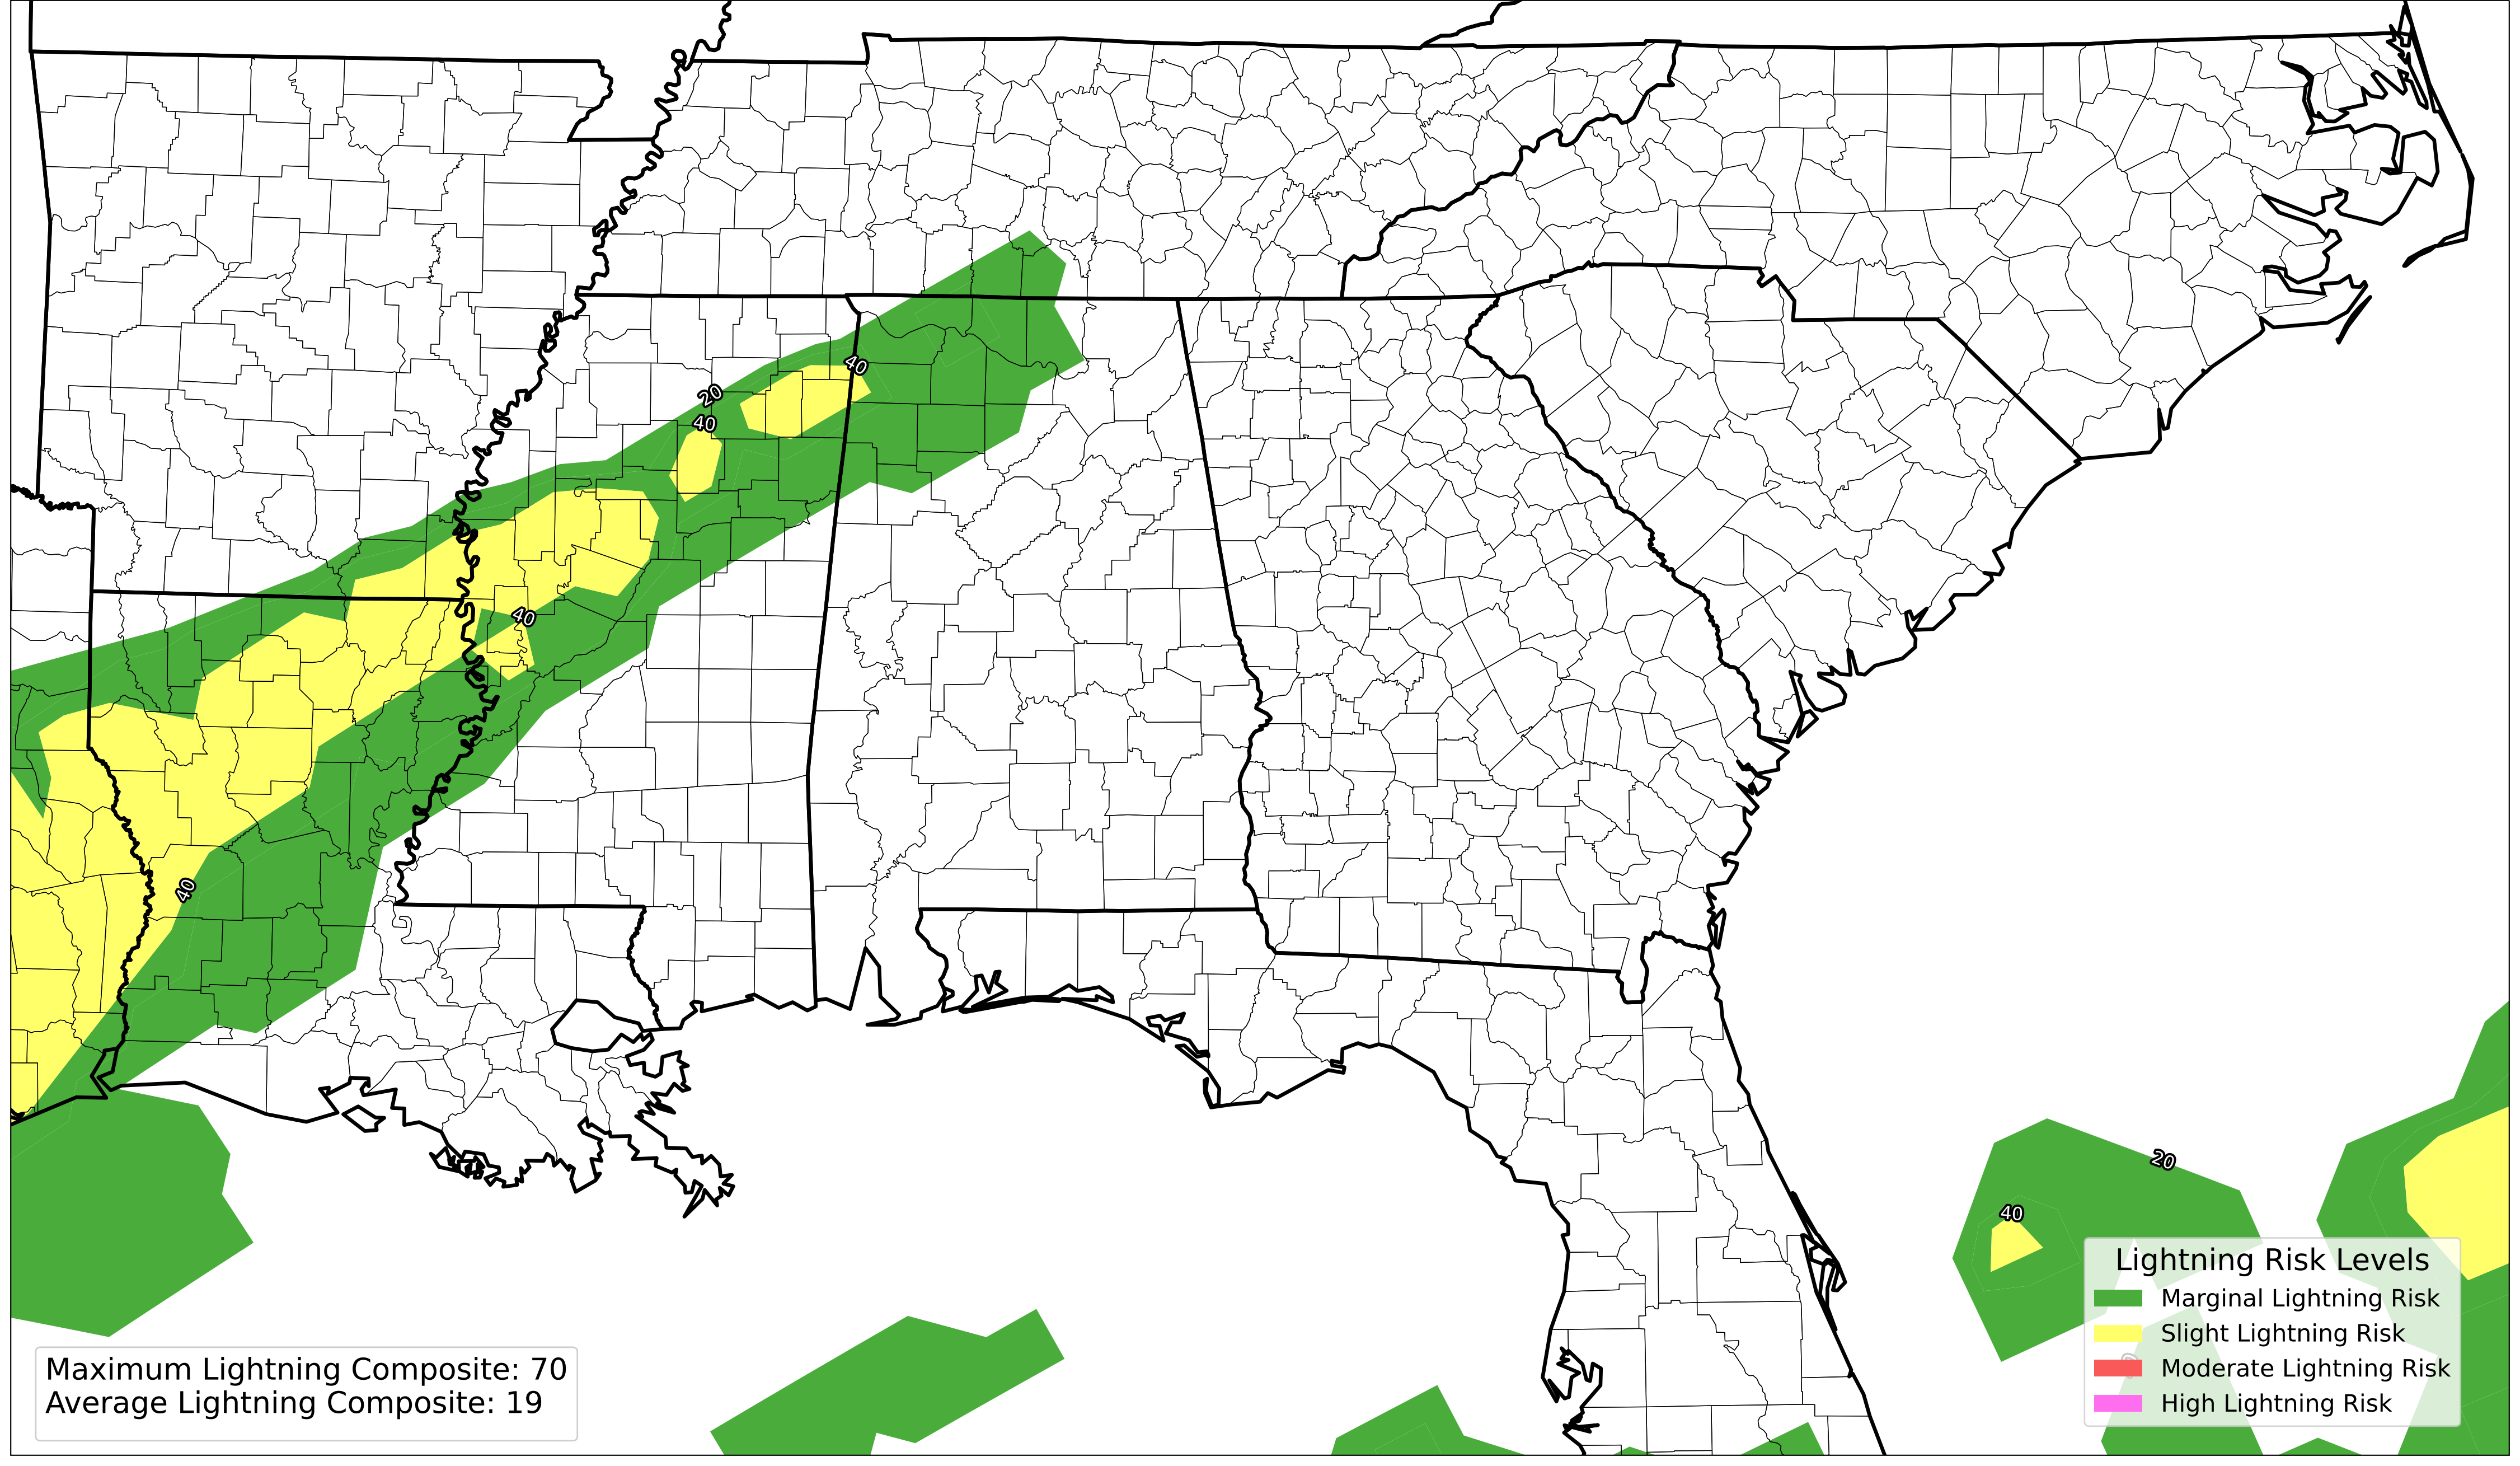 40
20
40
40
40
20
40
Lightning Risk Levels
Marginal Lightning Risk
Slight Lightning Risk
Moderate Lightning Risk
High Lightning Risk
Maximum Lightning Composite: 70
Average Lightning Composite: 19